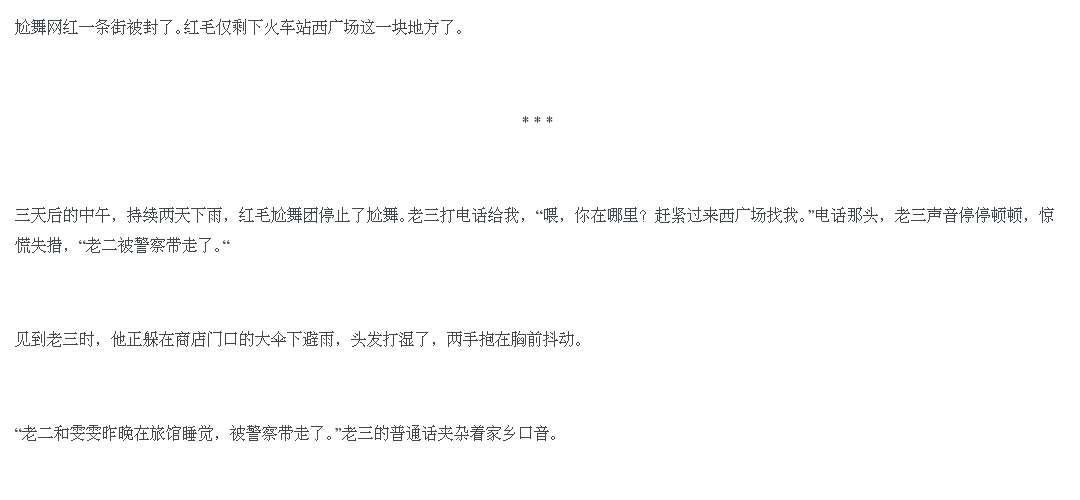 尬舞网红一条街被封了。红毛仅剩下火车站西广场这一块地方了。
* * *
三天后的中午，持续两天下雨，红毛尬舞团停止了尬舞。老三打电话给我，“喂，你在哪里？赶紧过来西广场找我。”电话那头，老三声音停停顿顿，惊
慌失措，“老二被警察带走了。“
见到老三时，他正躲在商店门口的大伞下避雨，头发打湿了，两手抱在胸前抖动。
“老二和雯雯昨晚在旅馆睡觉，被警察带走了。”老三的普通话夹杂着家乡口音。